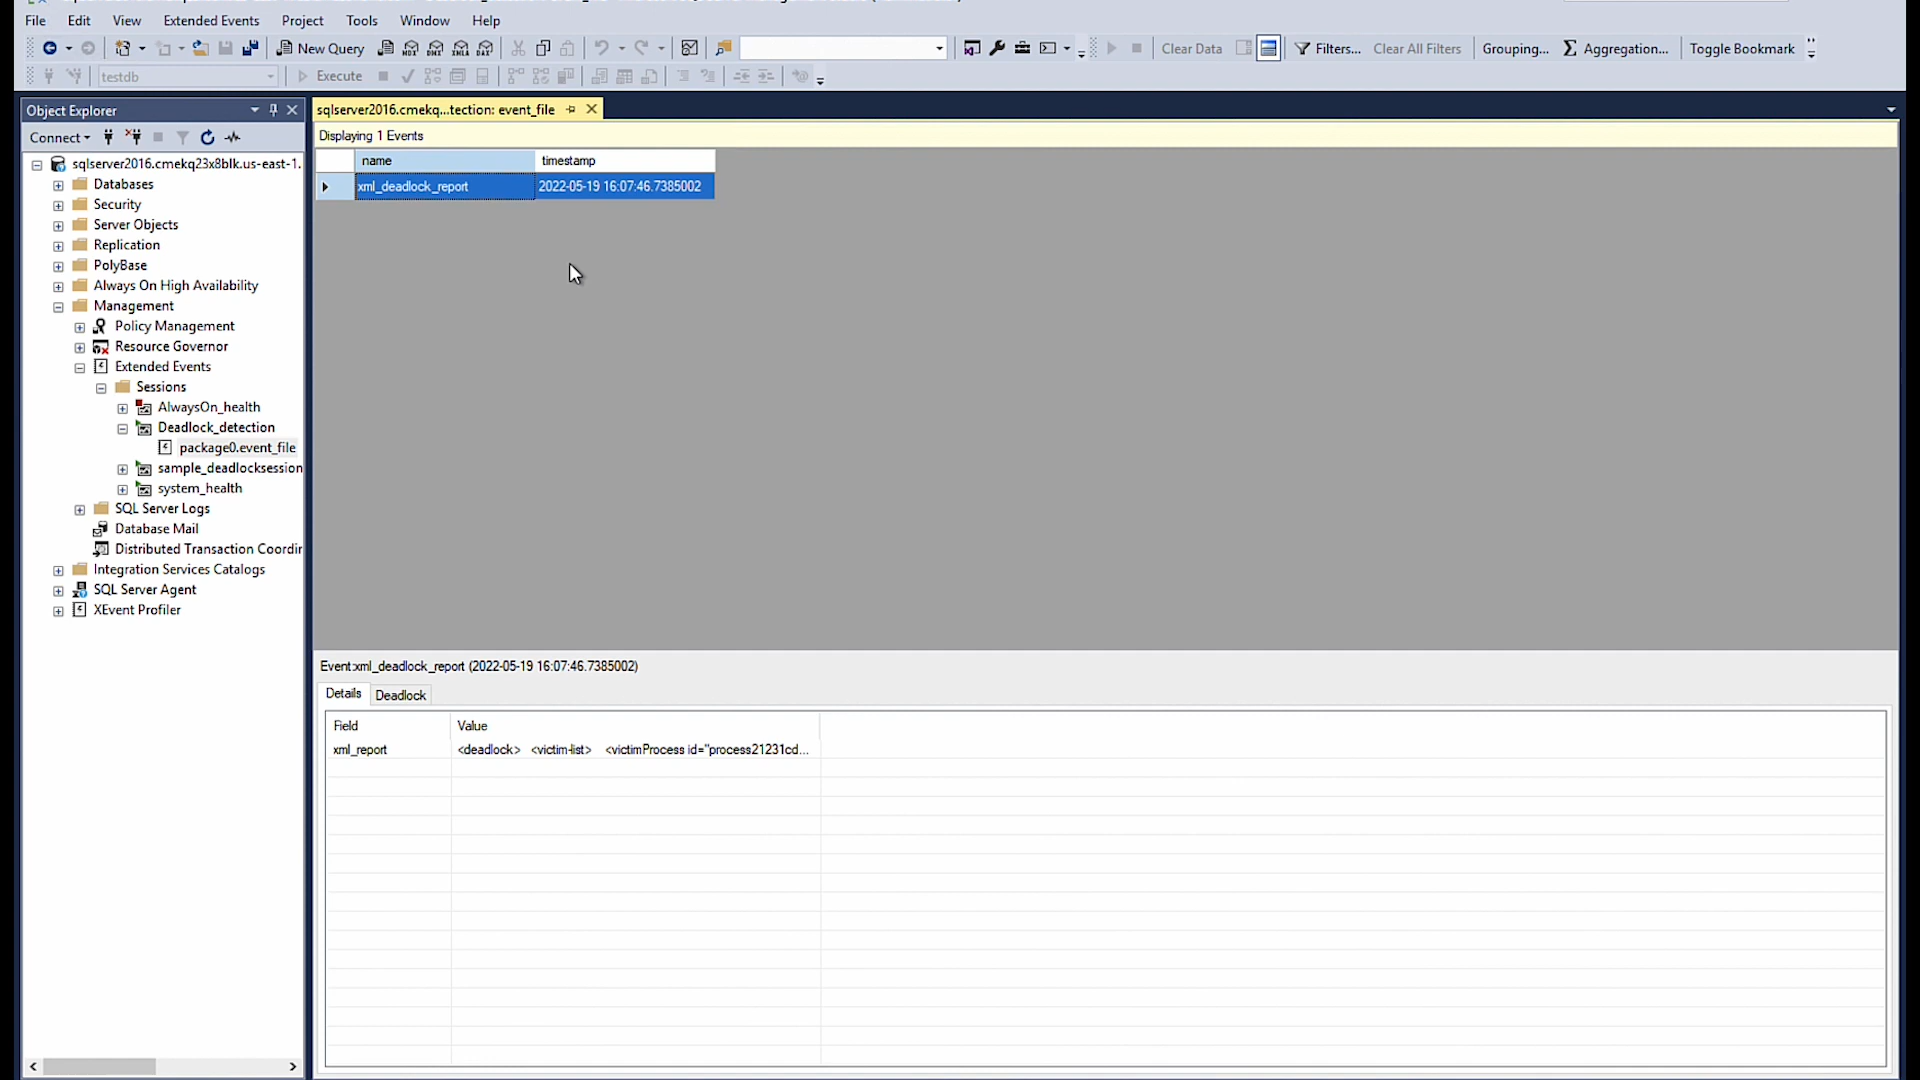 File Edit View Extended Events Project Tools Window Help
New Query MDX DMX XMLA DAX Clear Data Filters... Clear All Filters Grouping... Aggregation... Toggle Bookmark
testdb Execute
Object Explorer
sqlserver2016.cmekq...tection: event_file
Connect
Displaying 1 Events
name timestamp
xml_deadlock_report 2022-05-19 16:07:46.7385002
sqlserver2016.cmekq23x8blk.us-east-1.
Databases
Security
Server Objects
Replication
PolyBase
Always On High Availability
Management
Policy Management
Resource Governor
Extended Events
Sessions
AlwaysOn_health
Deadlock_detection
package0.event_file
sample_deadlocksession
system_health
SQL Server Logs
Database Mail
Distributed Transaction Coordin
Integration Services Catalogs
SQL Server Agent
XEvent Profiler
Event:xml_deadlock_report (2022-05-19 16:07:46.7385002)
Details Deadlock
Field Value
xml_report <deadlock> <victim-list> <victimProcess id="process21231cd...